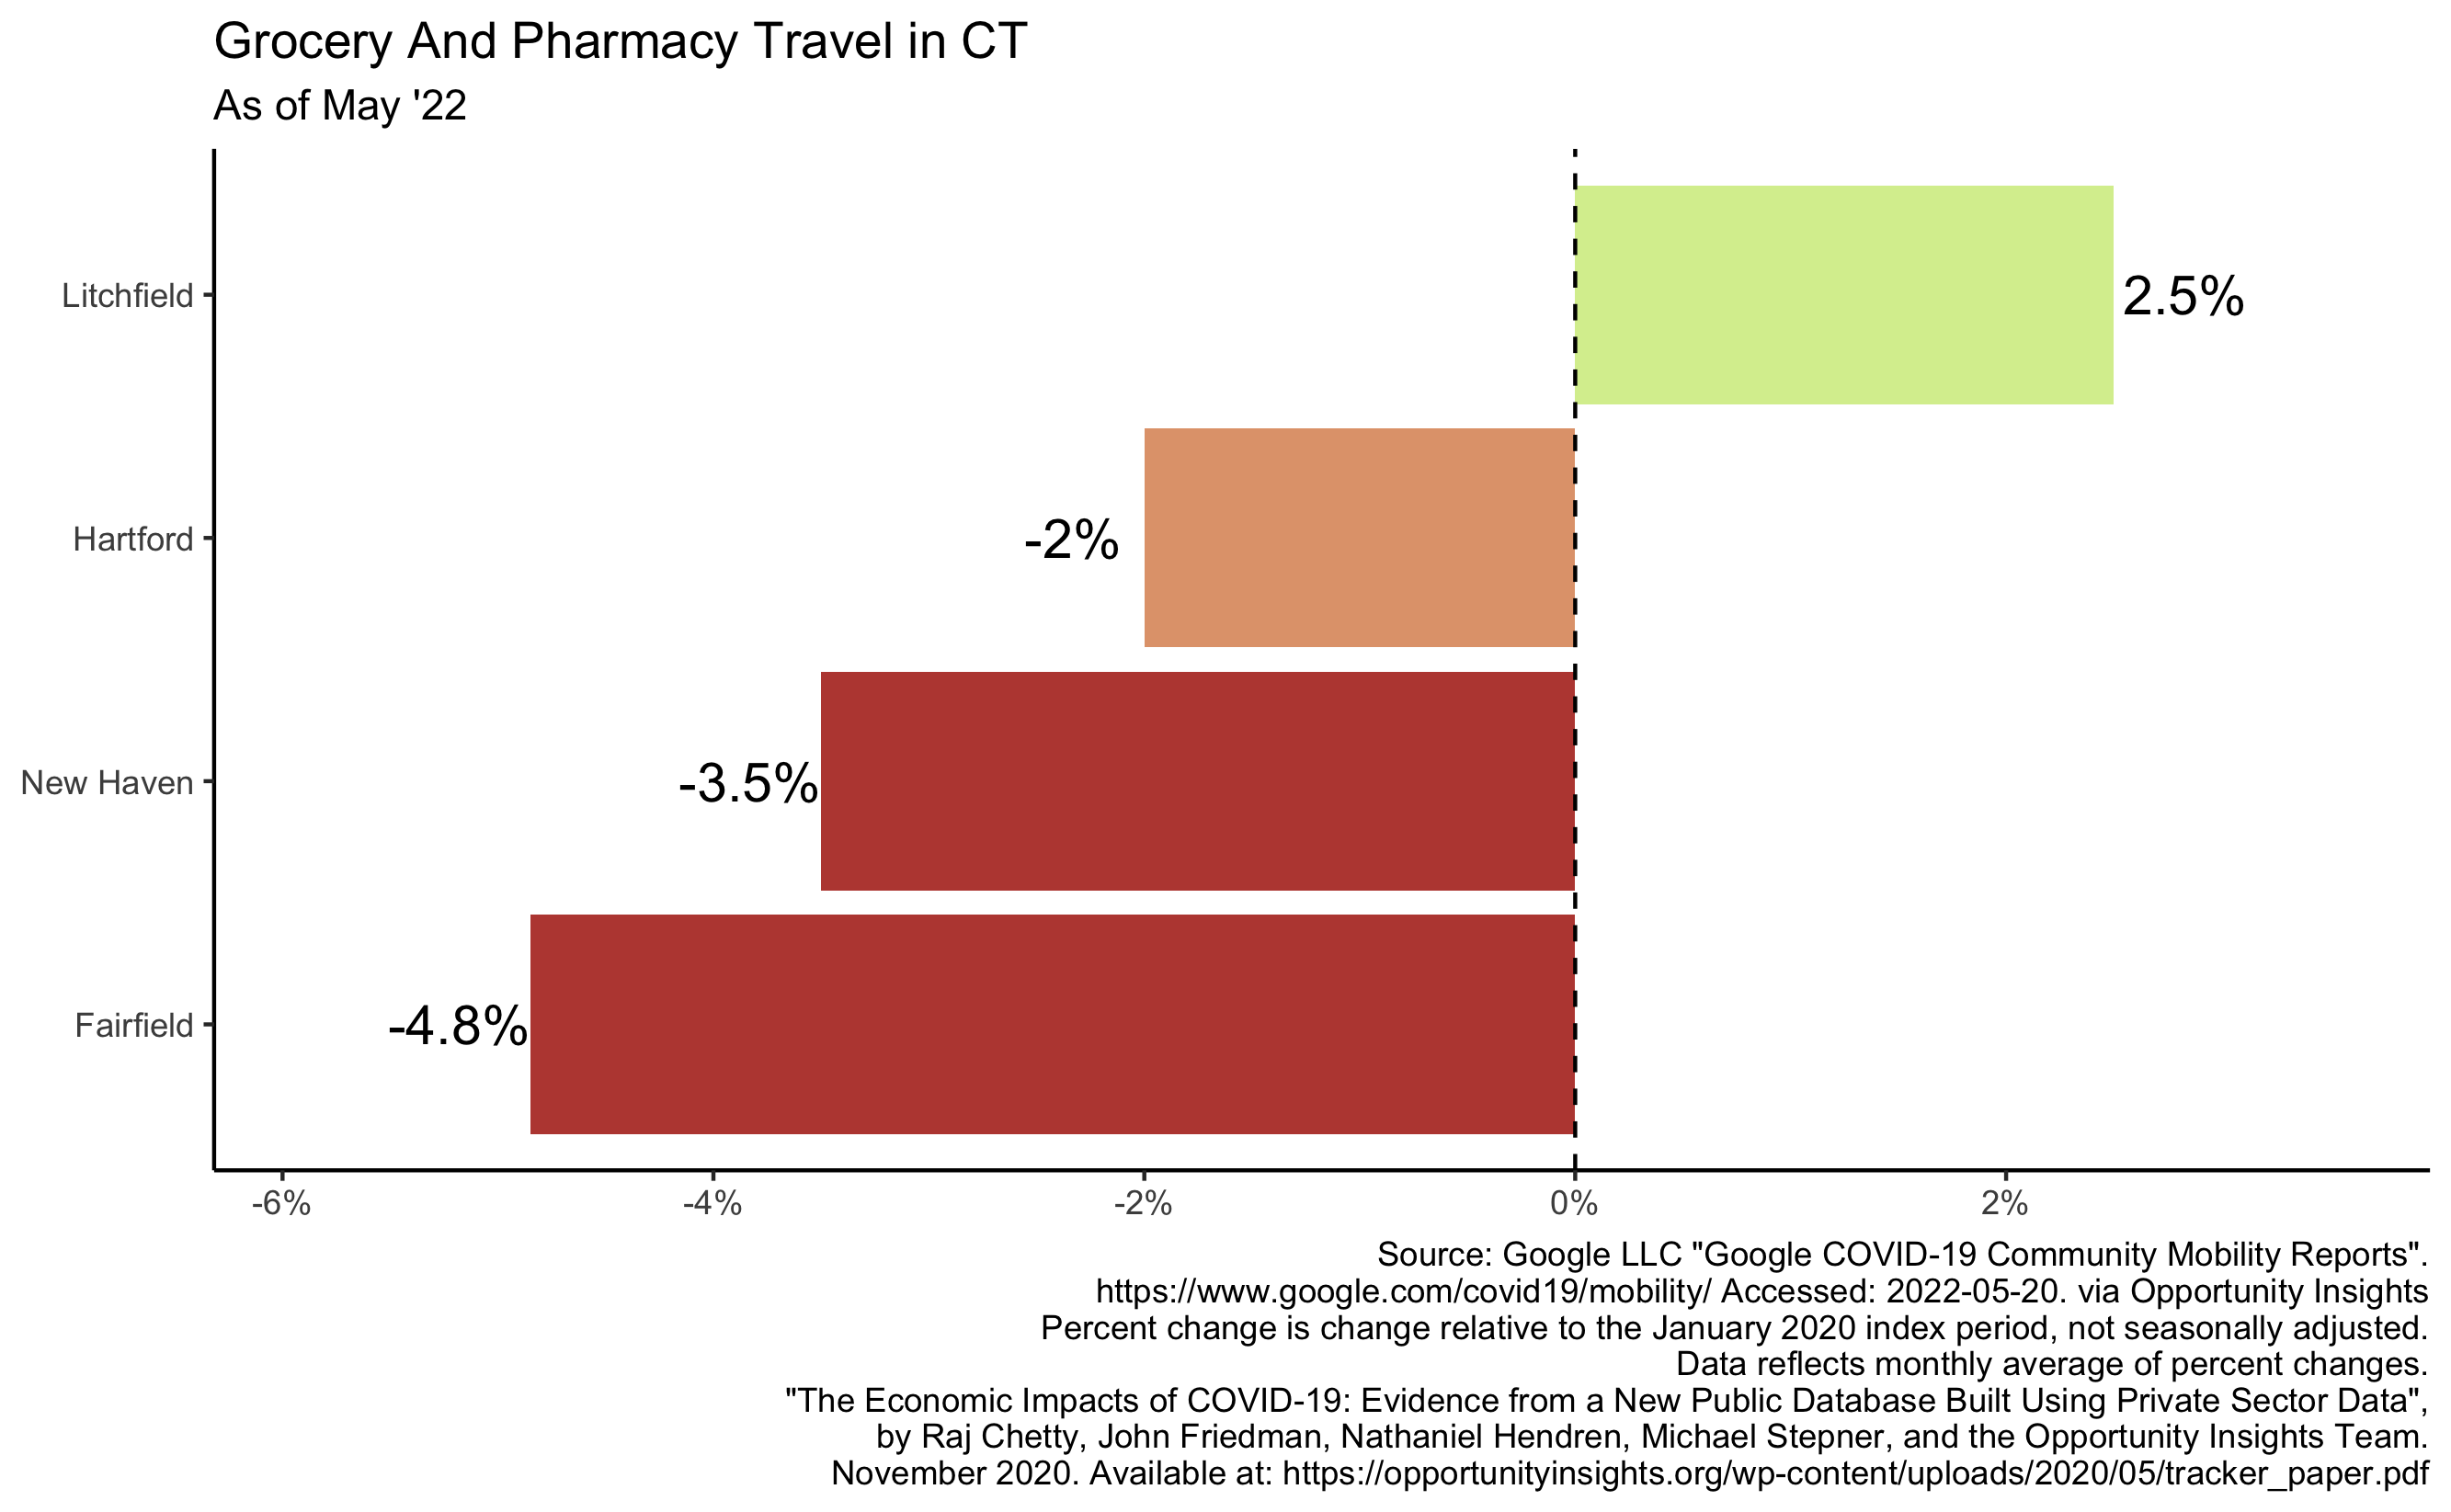 Grocery And Pharmacy Travel in CT
As of May '22
Litchfield
2.5%
Hartford
-2%
New Haven
-3.5%
Fairfield
-4.8%
-6%
-4%
-2%
0%
2%
Source: Google LLC "Google COVID-19 Community Mobility Reports".
https://www.google.com/covid19/mobility/ Accessed: 2022-05-20. via Opportunity Insights
Percent change is change relative to the January 2020 index period, not seasonally adjusted.
Data reflects monthly average of percent changes.
"The Economic Impacts of COVID-19: Evidence from a New Public Database Built Using Private Sector Data",
by Raj Chetty, John Friedman, Nathaniel Hendren, Michael Stepner, and the Opportunity Insights Team.
November 2020. Available at: https://opportunityinsights.org/wp-content/uploads/2020/05/tracker_paper.pdf